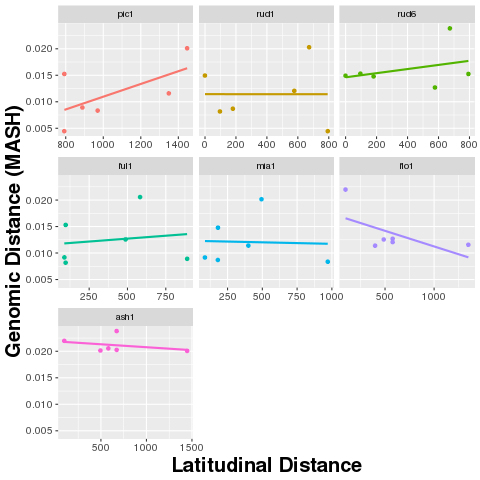 pic1 rud1 rud6
0.020
0.015
0.010
0.005
800 1000 1200 1400 0 200 400 600 800 0 200 400 600 800
ful1 mia1 flo1
0.020
0.015
0.010
0.005
250 500 750 0 250 500 750 1000 500 1000
ash1
0.020
0.015
0.010
0.005
500 1000 1500
Genomic Distance (MASH)
Latitudinal Distance